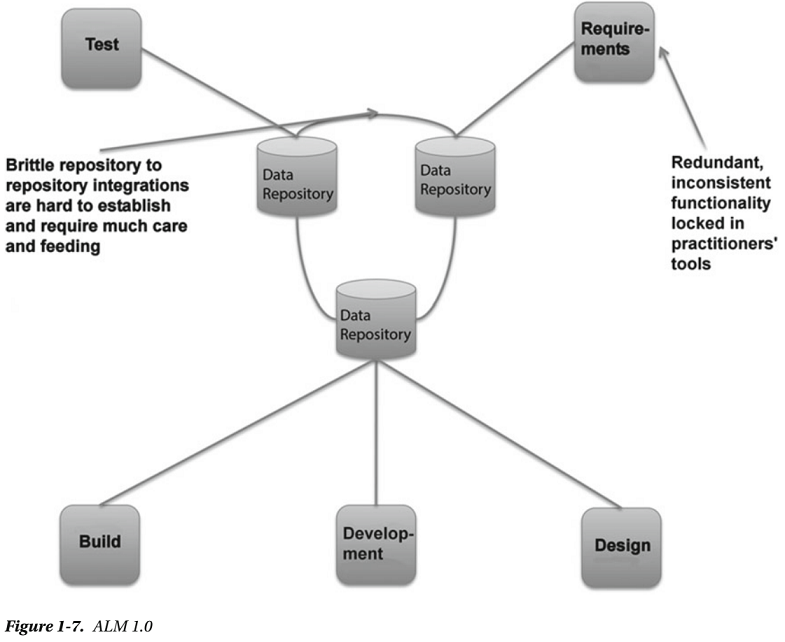 Test
Require-
ments
Brittle repository to
repository integrations
are hard to establish
and require much care
and feeding
Data
Repository
Data
Repository
Redundant,
inconsistent
functionality
locked in
practitioners'
tools
Data
Repository
Build
Develop-
ment
Design
Figure 1-7. ALM 1.0